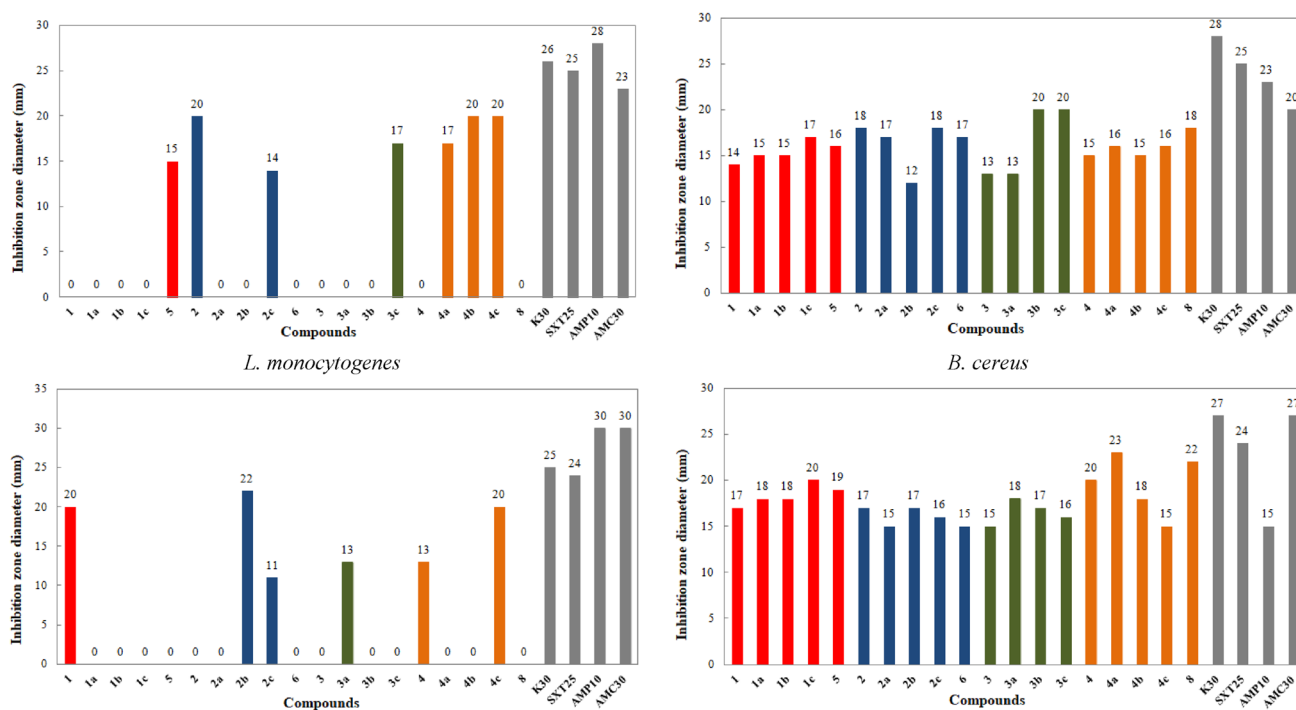 30
25
20
15
10
5
0
Inhibition zone diameter (mm)
0 0 0 0 15 20 0 0 14 0 0 0 0 17 0 17 20 20 0 26 25 28 23
1 1a 1b 1c 5 2 2a 2b 2c 6 3 3a 3b 3c 4 4a 4b 4c 8 K30 SXT25 AMP10 AMC30
Compounds
L. monocytogenes
30
25
20
15
10
5
0
Inhibition zone diameter (mm)
14 15 15 17 16 18 17 12 18 17 13 13 20 20 15 16 15 16 18 28 25 23 20
1 1a 1b 1c 5 2 2a 2b 2c 6 3 3a 3b 3c 4 4a 4b 4c 8 K30 SXT25 AMP10 AMC30
Compounds
B. cereus
35
30
25
20
15
10
5
0
Inhibition zone diameter (mm)
20 0 0 0 0 0 0 22 11 0 0 13 0 0 13 0 0 20 0 25 24 30 30
1 1a 1b 1c 5 2 2a 2b 2c 6 3 3a 3b 3c 4 4a 4b 4c 8 K30 SXT25 AMP10 AMC30
Compounds
30
25
20
15
10
5
0
Inhibition zone diameter (mm)
17 18 18 20 19 17 15 17 16 15 15 18 17 16 20 23 18 15 22 27 24 15 27
1 1a 1b 1c 5 2 2a 2b 2c 6 3 3a 3b 3c 4 4a 4b 4c 8 K30 SXT25 AMP10 AMC30
Compounds